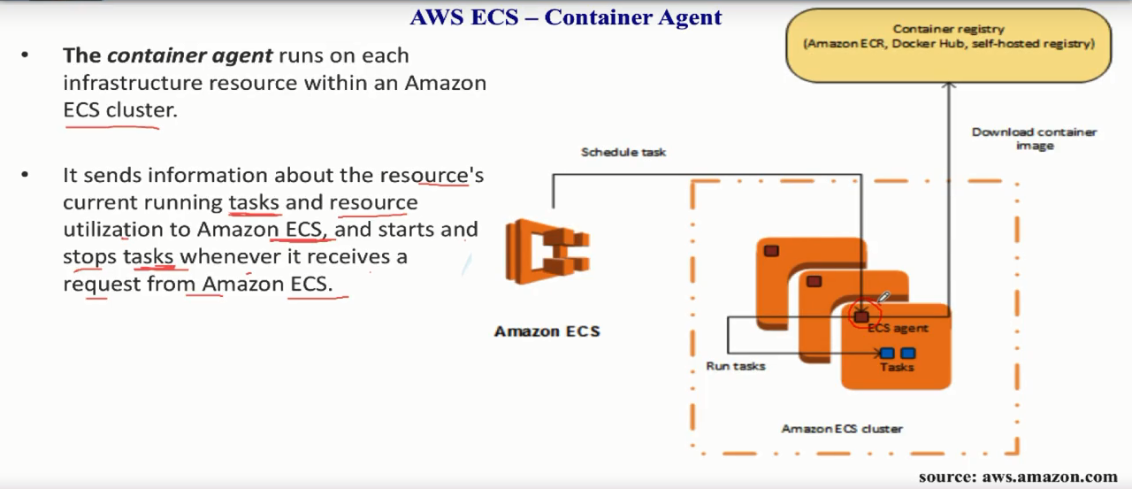 AWS ECS – Container Agent
• The container agent runs on each
infrastructure resource within an Amazon
ECS cluster.
• It sends information about the resource's
current running tasks and resource
utilization to Amazon ECS, and starts and
stops tasks whenever it receives a
request from Amazon ECS.
Container registry
(Amazon ECR, Docker Hub, self-hosted registry)
Download container
image
Schedule task
Amazon ECS
ECS agent
Run tasks
Tasks
Amazon ECS cluster
source: aws.amazon.com